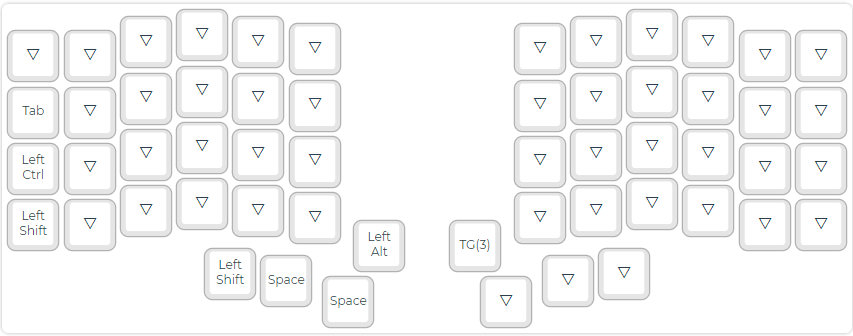 ▽ ▽ ▽ ▽ ▽ ▽ ▽ ▽ ▽ ▽ ▽ ▽
Tab ▽ ▽ ▽ ▽ ▽ ▽ ▽ ▽ ▽ ▽ ▽
Left
Ctrl ▽ ▽ ▽ ▽ ▽ ▽ ▽ ▽ ▽ ▽ ▽
Left
Shift ▽ ▽ ▽ ▽ ▽ ▽ ▽ ▽ ▽ ▽ ▽
Left
Alt
TG(3)
Left
Shift
Space
Space
▽ ▽ ▽